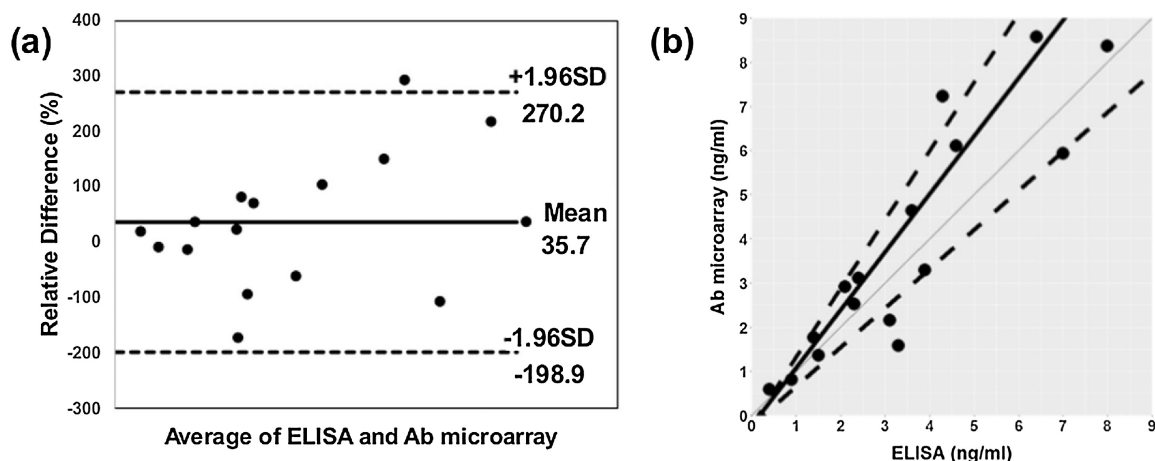 (a)
Relative Difference (%)
400
300
200
100
0
-100
-200
-300
+1.96SD
270.2
Mean
35.7
-1.96SD
-198.9
Average of ELISA and Ab microarray
(b)
Ab microarray (ng/ml)
9
8
7
6
5
4
3
2
1
0
0 1 2 3 4 5 6 7 8 9
ELISA (ng/ml)